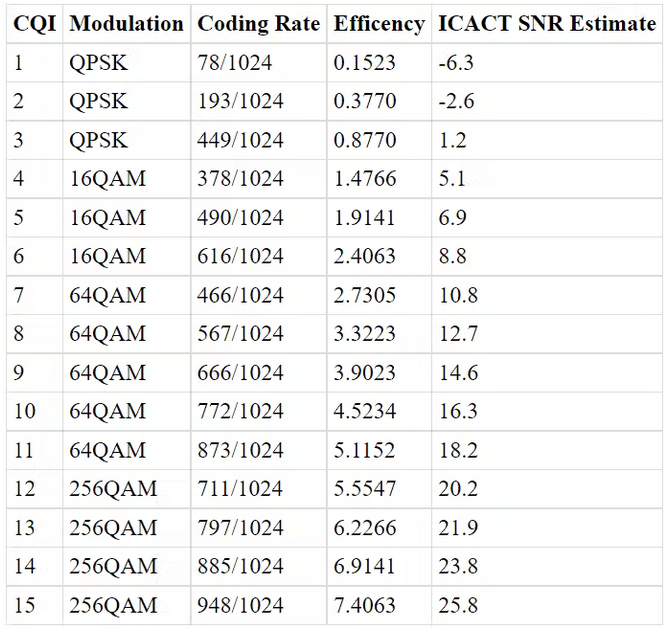 CQI Modulation Coding Rate Efficency ICACT SNR Estimate
1 QPSK 78/1024 0.1523 -6.3
2 QPSK 193/1024 0.3770 -2.6
3 QPSK 449/1024 0.8770 1.2
4 16QAM 378/1024 1.4766 5.1
5 16QAM 490/1024 1.9141 6.9
6 16QAM 616/1024 2.4063 8.8
7 64QAM 466/1024 2.7305 10.8
8 64QAM 567/1024 3.3223 12.7
9 64QAM 666/1024 3.9023 14.6
10 64QAM 772/1024 4.5234 16.3
11 64QAM 873/1024 5.1152 18.2
12 256QAM 711/1024 5.5547 20.2
13 256QAM 797/1024 6.2266 21.9
14 256QAM 885/1024 6.9141 23.8
15 256QAM 948/1024 7.4063 25.8